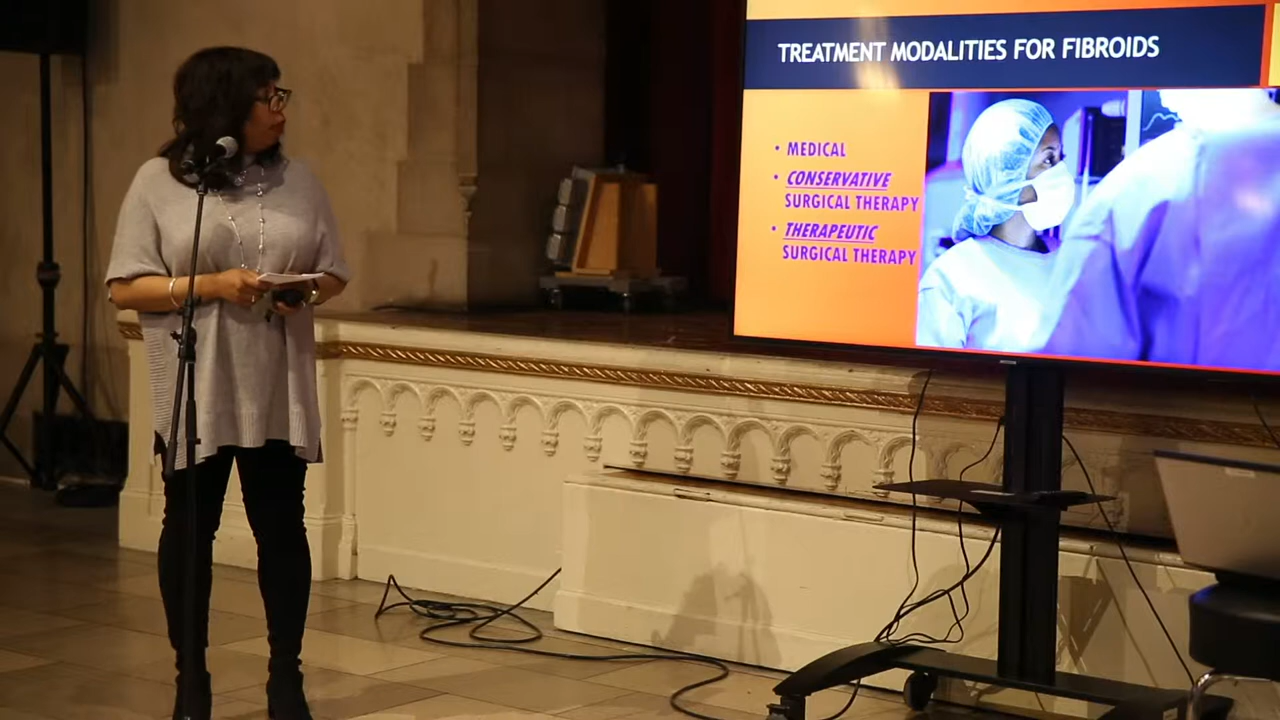 TREATMENT MODALITIES FOR FIBROIDS
• MEDICAL
• CONSERVATIVE
SURGICAL THERAPY
• THERAPEUTIC
SURGICAL THERAPY